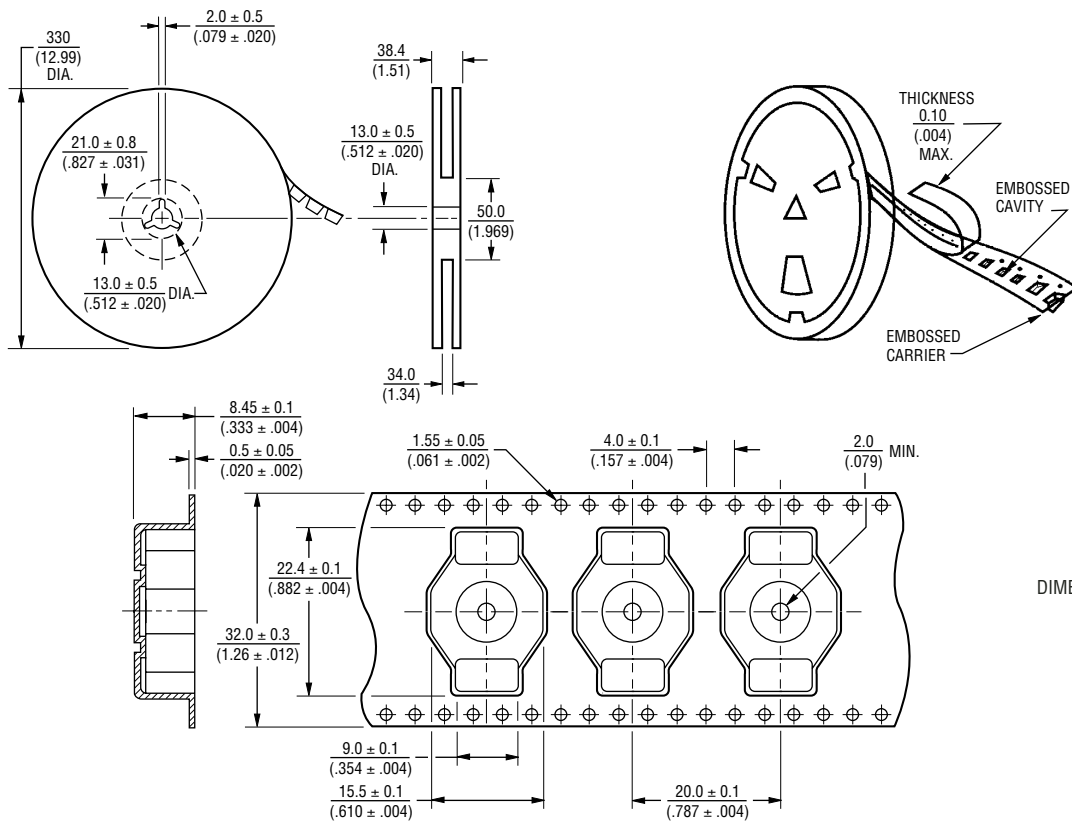 2.0 ± 0.5
(.079 ± .020)
330
(12.99)
DIA.
38.4
(1.51)
21.0 ± 0.8
(.827 ± .031)
13.0 ± 0.5
(.512 ± .020)
DIA.
THICKNESS
0.10
(.004)
MAX.
50.0
(1.969)
EMBOSSED
CAVITY
13.0 ± 0.5
(.512 ± .020)
DIA.
EMBOSSED
CARRIER
34.0
(1.34)
8.45 ± 0.1
(.333 ± .004)
0.5 ± 0.05
(.020 ± .002)
1.55 ± 0.05
(.061 ± .002)
4.0 ± 0.1
(.157 ± .004)
2.0
(.079)
MIN.
22.4 ± 0.1
(.882 ± .004)
32.0 ± 0.3
(1.26 ± .012)
DIME
9.0 ± 0.1
(.354 ± .004)
15.5 ± 0.1
(.610 ± .004)
20.0 ± 0.1
(.787 ± .004)